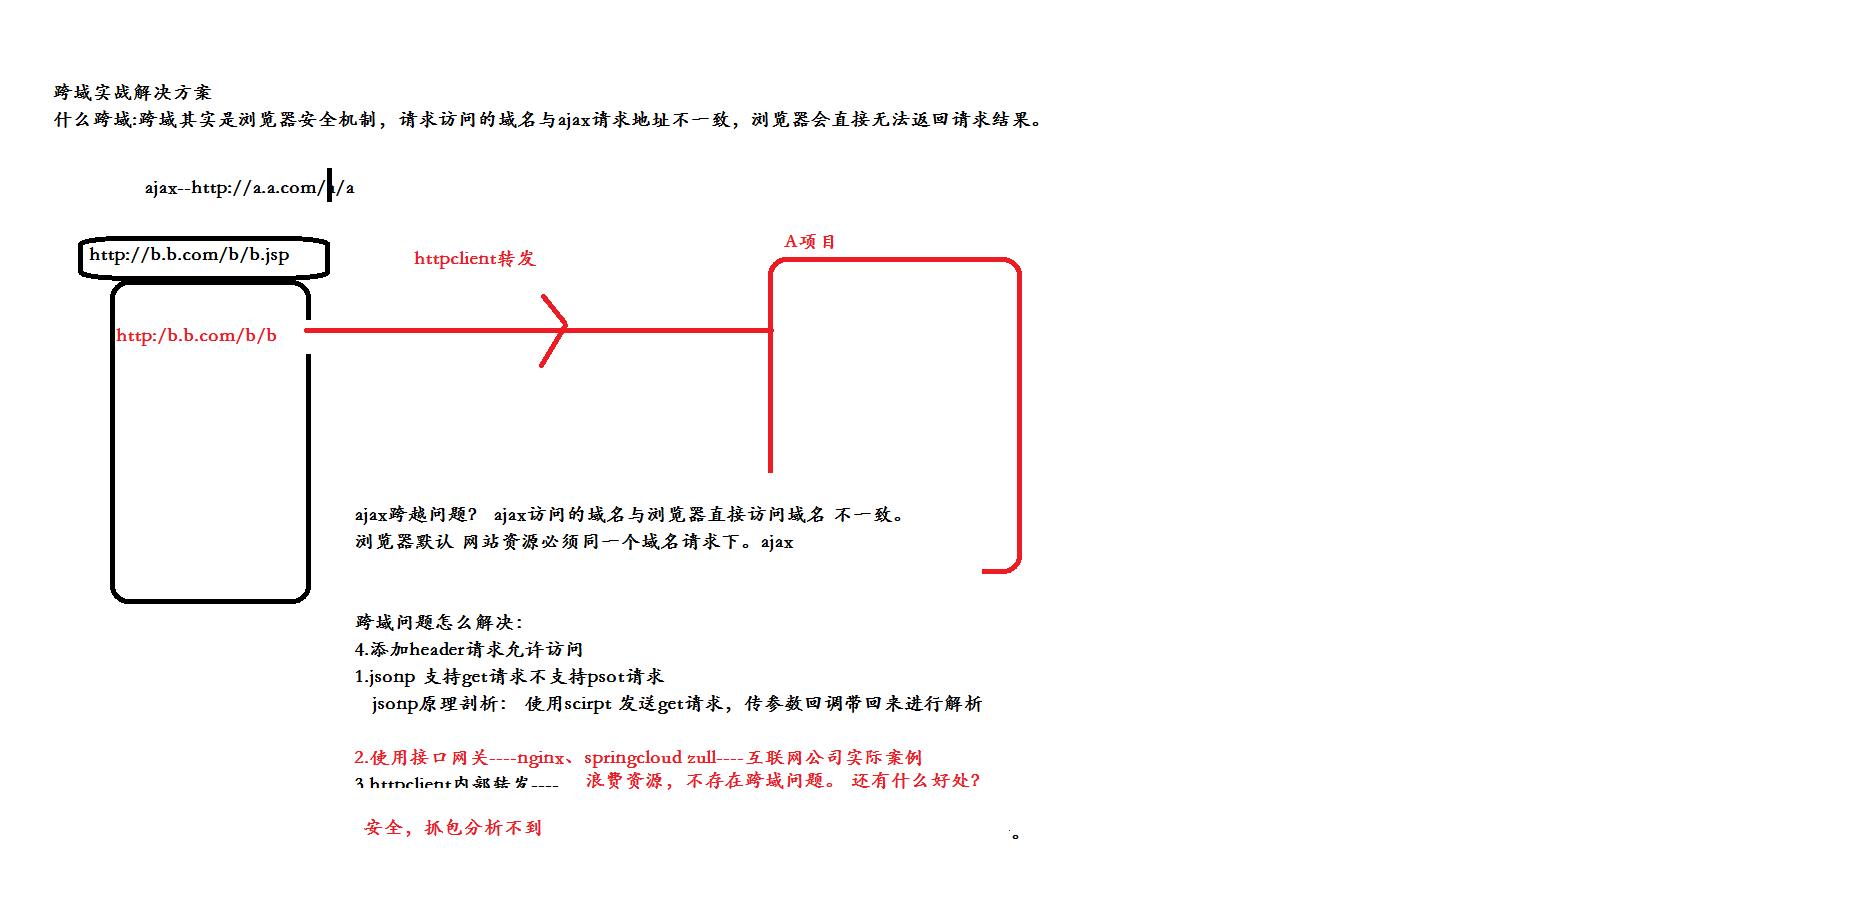 跨域实战解决方案
什么跨域:跨域其实是浏览器安全机制，请求访问的域名与ajax请求地址不一致，浏览器会直接无法返回请求结果。
ajax--http://a.a.com/ /a
http://b.b.com/b/b.jsp
httpclient转发
A项目
http:/b.b.com/b/b
ajax跨越问题？ ajax访问的域名与浏览器直接访问域名 不一致。
浏览器默认 网站资源必须同一个域名请求下。ajax
跨域问题怎么解决：
4.添加header请求允许访问
1.jsonp 支持get请求不支持psot请求
jsonp原理剖析： 使用scirpt 发送get请求，传参数回调带回来进行解析
2.使用接口网关----nginx、springcloud zull----互联网公司实际案例
3.httpclient内部转发---- 浪费资源，不存在跨域问题。 还有什么好处？
安全，抓包分析不到
。